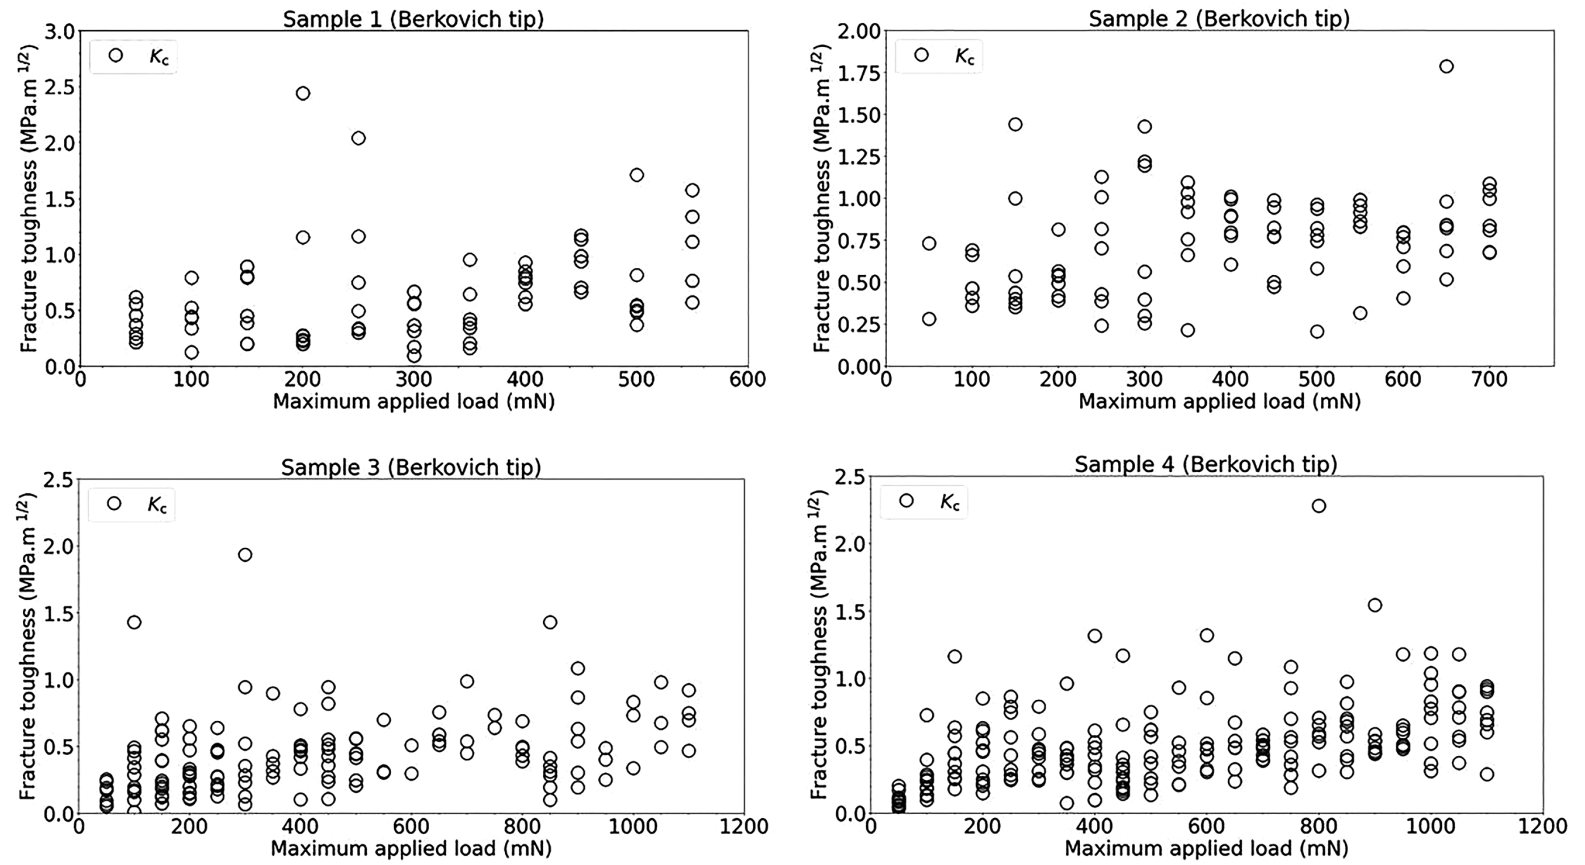 Sample 1 (Berkovich tip)
Fracture toughness (MPa.m 1/2)
3.0
2.5
2.0
1.5
1.0
0.5
0.0
Kc
0 100 200 300 400 500 600
Maximum applied load (mN)
Sample 2 (Berkovich tip)
Fracture toughness (MPa.m 1/2)
2.00
1.75
1.50
1.25
1.00
0.75
0.50
0.25
0.00
Kc
0 100 200 300 400 500 600 700
Maximum applied load (mN)
Sample 3 (Berkovich tip)
Fracture toughness (MPa.m 1/2)
2.5
2.0
1.5
1.0
0.5
0.0
Kc
0 200 400 600 800 1000 1200
Maximum applied load (mN)
Sample 4 (Berkovich tip)
Fracture toughness (MPa.m 1/2)
2.5
2.0
1.5
1.0
0.5
0.0
Kc
0 200 400 600 800 1000 1200
Maximum applied load (mN)